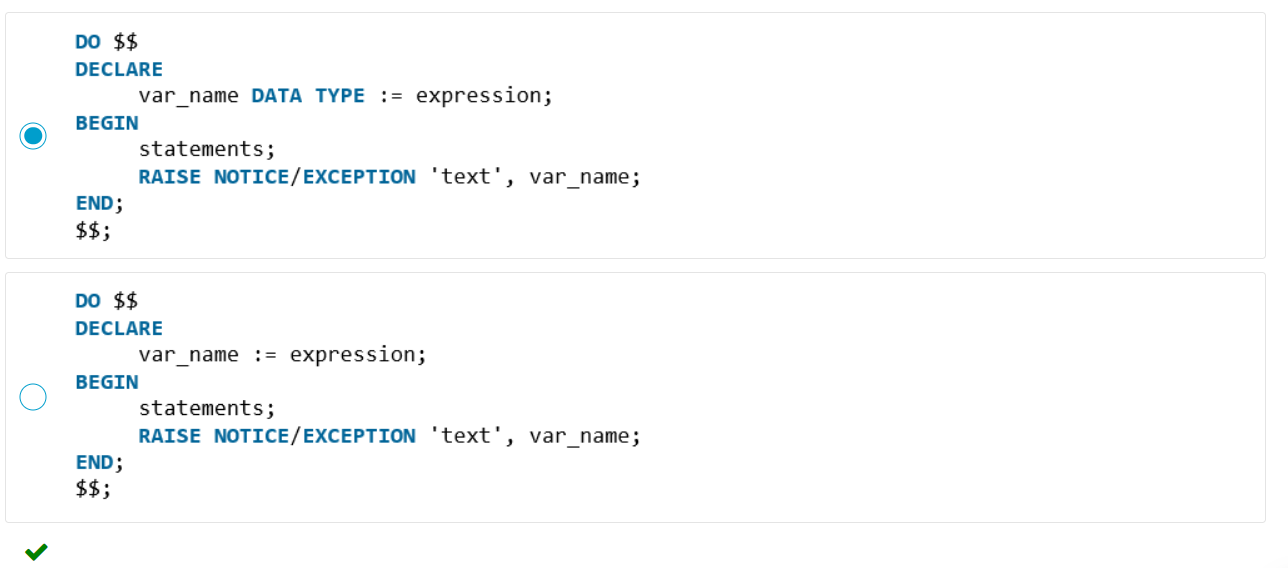 DO $$
DECLARE
var_name DATA TYPE := expression;
BEGIN
statements;
RAISE NOTICE/EXCEPTION 'text', var_name;
END;
$$;
DO $$
DECLARE
var_name := expression;
BEGIN
statements;
RAISE NOTICE/EXCEPTION 'text', var_name;
END;
$$;